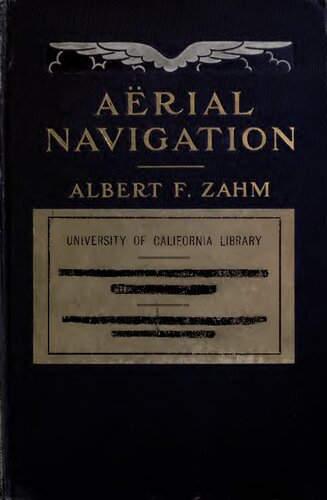 AËRIAL
NAVIGATION
ALBERT F. ZAHM
UNIVERSITY OF CALIFORNIA LIBRARY